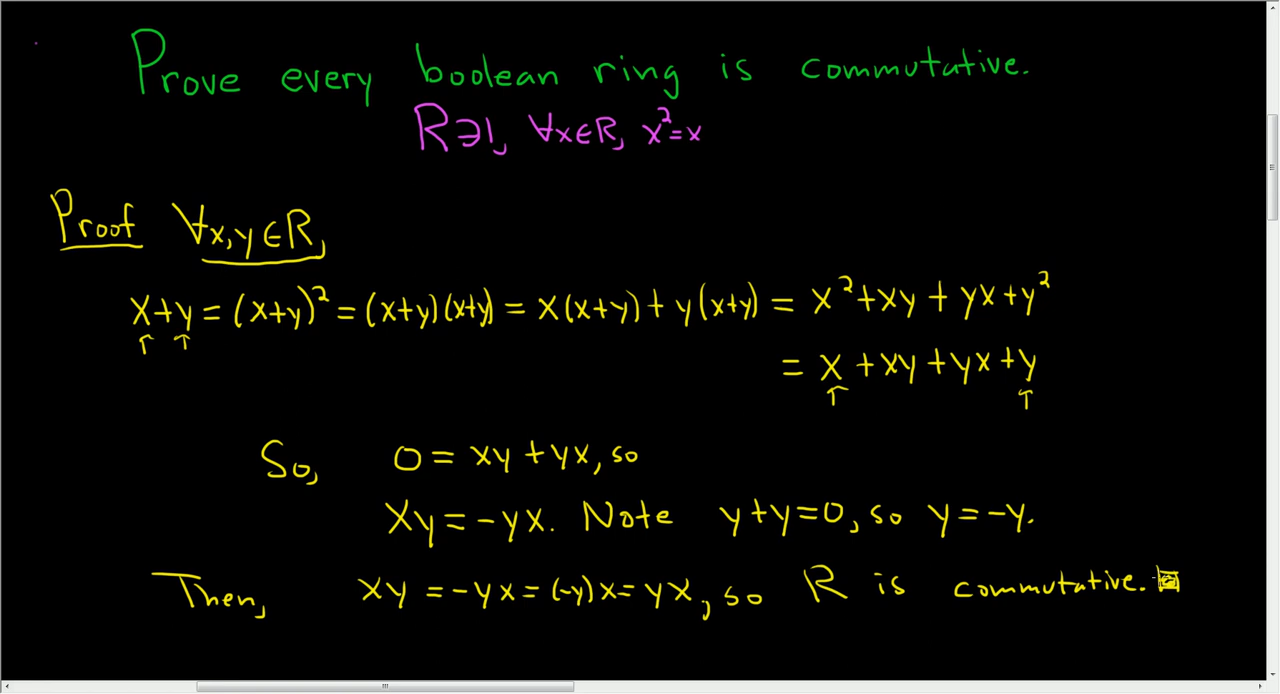 Prove every boolean ring is commutative.
R∋1, ∀x∈R, x²=x
Proof ∀x,y∈R,
x+y = (x+y)² = (x+y)(x+y) = x(x+y) + y(x+y) = x²+xy+yx+y²
= x+xy+yx+y
So, 0 = xy+yx, so
xy = -yx. Note y+y=0, so y=-y.
Then, xy = -yx = (-y)x = yx, so R is commutative.